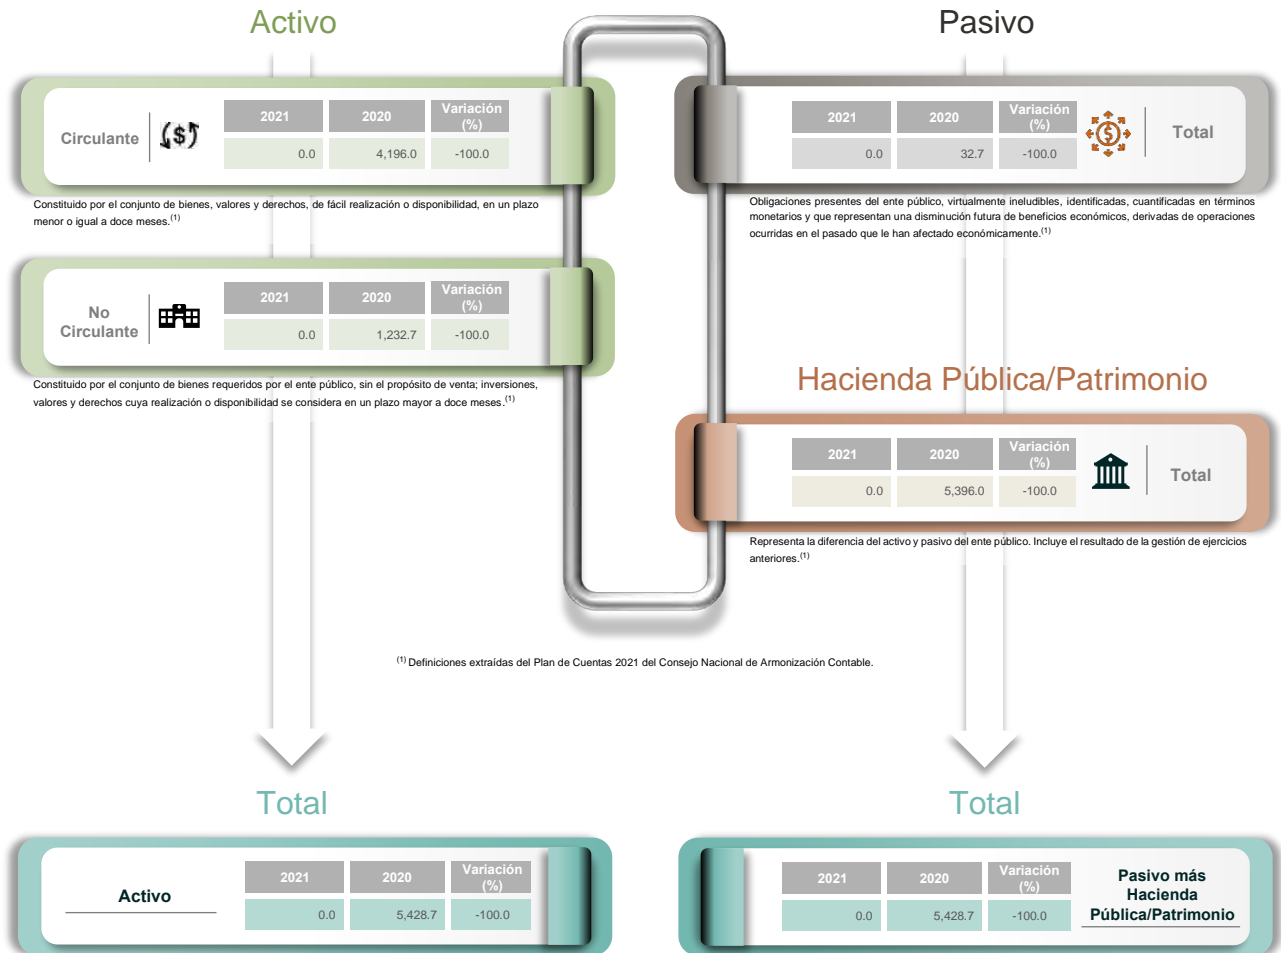 Activo
Circulante
2021 2020 Variación (%)
0.0 4,196.0 -100.0
Constituido por el conjunto de bienes, valores y derechos, de fácil realización o disponibilidad, en un plazo
menor o igual a doce meses.(1)
No
Circulante
2021 2020 Variación (%)
0.0 1,232.7 -100.0
Constituido por el conjunto de bienes requeridos por el ente público, sin el propósito de venta; inversiones,
valores y derechos cuya realización o disponibilidad se considera en un plazo mayor a doce meses.(1)
Pasivo
2021 2020 Variación (%)
0.0 32.7 -100.0
Total
Obligaciones presentes del ente público, virtualmente ineludibles, identificadas, cuantificadas en términos
monetarios y que representan una disminución futura de beneficios económicos, derivadas de operaciones
ocurridas en el pasado que le han afectado económicamente.(1)
Hacienda Pública/Patrimonio
2021 2020 Variación (%)
0.0 5,396.0 -100.0
Total
Representa la diferencia del activo y pasivo del ente público. Incluye el resultado de la gestión de ejercicios
anteriores.(1)
(1) Definiciones extraídas del Plan de Cuentas 2021 del Consejo Nacional de Armonización Contable.
Total
Activo
2021 2020 Variación (%)
0.0 5,428.7 -100.0
Total
2021 2020 Variación (%)
0.0 5,428.7 -100.0
Pasivo más
Hacienda
Pública/Patrimonio